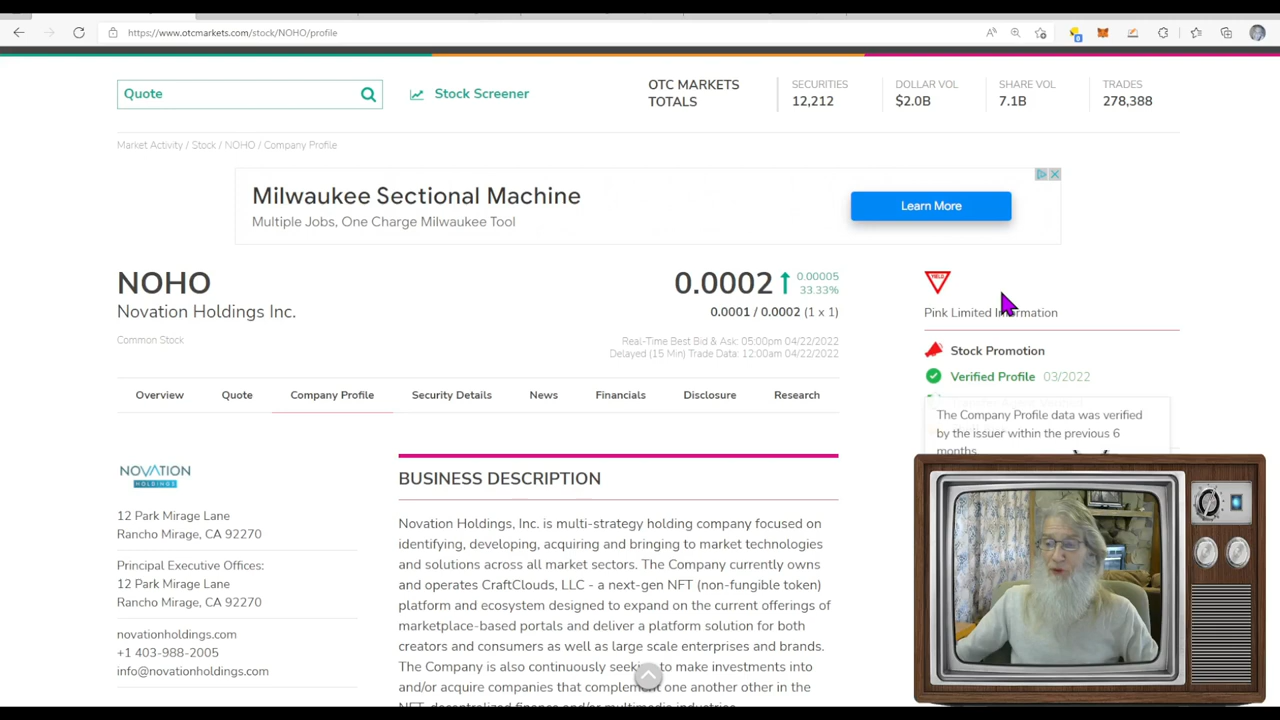 https://www.otcmarkets.com/stock/NOHO/profile
Quote
Stock Screener
OTC MARKETS
TOTALS
SECURITIES
12,212
DOLLAR VOL
$2.0B
SHARE VOL
7.1B
TRADES
278,388
Market Activity / Stock / NOHO / Company Profile
Milwaukee Sectional Machine
Multiple Jobs, One Charge Milwaukee Tool
Learn More
NOHO
Novation Holdings Inc.
Common Stock
0.0002
0.00005
33.33%
0.0001 / 0.0002 (1 x 1)
Real-Time Best Bid & Ask: 05:00pm 04/22/2022
Delayed (15 Min) Trade Data: 12:00am 04/22/2022
YIELD
Pink Limited Information
Stock Promotion
Verified Profile 03/2022
The Company Profile data was verified
by the issuer within the previous 6
months.
Overview
Quote
Company Profile
Security Details
News
Financials
Disclosure
Research
NOVATION
HOLDINGS
12 Park Mirage Lane
Rancho Mirage, CA 92270
Principal Executive Offices:
12 Park Mirage Lane
Rancho Mirage, CA 92270
novationholdings.com
+1 403-988-2005
info@novationholdings.com
BUSINESS DESCRIPTION
Novation Holdings, Inc. is multi-strategy holding company focused on
identifying, developing, acquiring and bringing to market technologies
and solutions across all market sectors. The Company currently owns
and operates CraftClouds, LLC - a next-gen NFT (non-fungible token)
platform and ecosystem designed to expand on the current offerings of
marketplace-based portals and deliver a platform solution for both
creators and consumers as well as large scale enterprises and brands.
The Company is also continuously seeking to make investments into
and/or acquire companies that complement one another other in the
NFT, decentralized finance and/or multimedia industries.